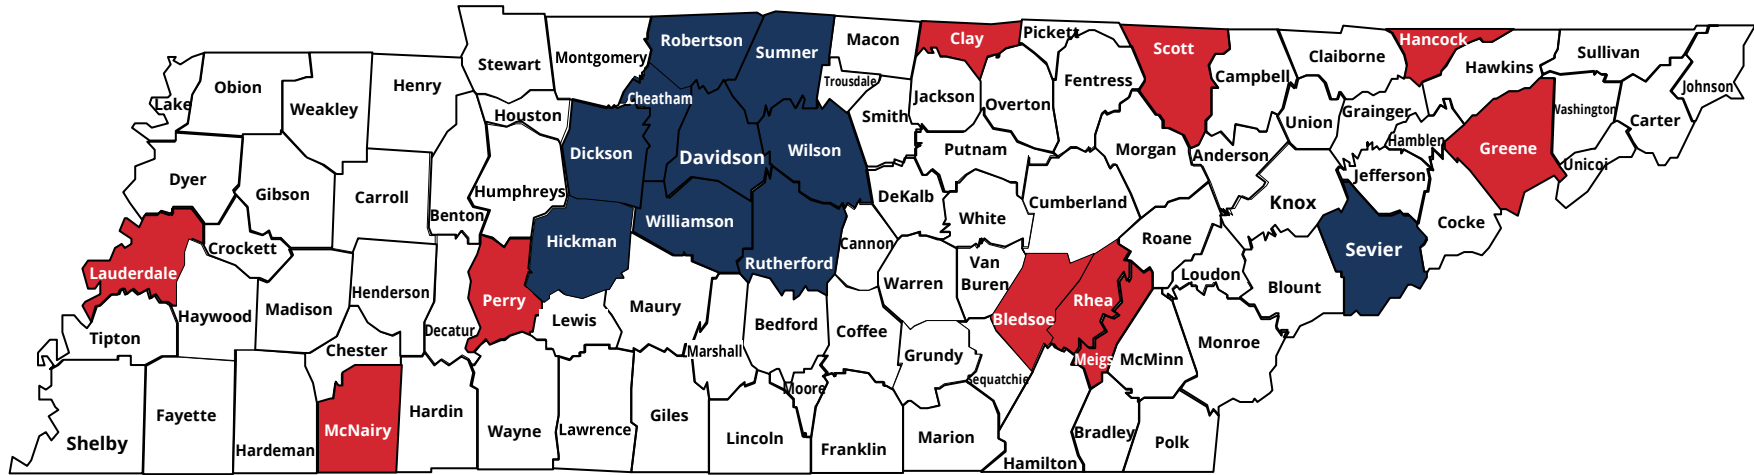 Lake
Obion
Weakley
Henry
Stewart
Montgomery
Robertson
Sumner
Macon
Trousdale
Clay
Pickett
Scott
Fentress
Campbell
Claiborne
Hancock
Hawkins
Sullivan
Johnson
Dyer
Gibson
Carroll
Benton
Houston
Humphreys
Dickson
Cheatham
Davidson
Wilson
Smith
Jackson
Overton
Putnam
Morgan
Anderson
Union
Grainger
Hamblen
Jefferson
Greene
Washington
Unicoi
Carter
Lauderdale
Crockett
Haywood
Madison
Henderson
Decatur
Perry
Hickman
Williamson
Rutherford
Cannon
DeKalb
White
Cumberland
Roane
Loudon
Knox
Blount
Sevier
Cocke
Tipton
Chester
Lewis
Maury
Marshall
Bedford
Coffee
Warren
Van
Buren
Grundy
Sequatchie
Bledsoe
Rhea
Meigs
McMinn
Monroe
Shelby
Fayette
Hardeman
McNairy
Hardin
Wayne
Lawrence
Giles
Lincoln
Moore
Franklin
Marion
Hamilton
Bradley
Polk